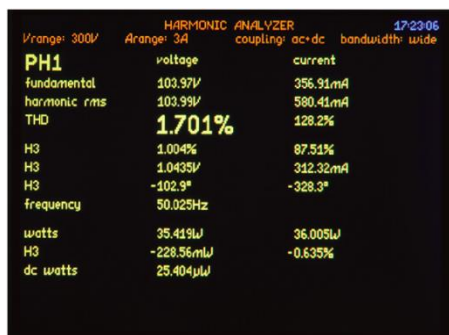 HARMONIC ANALYZER 17:23:06
Vrange: 300V Arange: 3A coupling: ac+dc bandwidth: wide
PH1 voltage current
fundamental 103.97V 356.91mA
harmonic rms 103.99V 580.41mA
THD 1.701% 128.2%
H3 1.004% 87.51%
H3 1.0435V 312.32mA
H3 -102.9° -328.3°
frequency 50.025Hz
watts 35.419W 36.005W
H3 -228.56mW -0.635%
dc watts 25.404µW